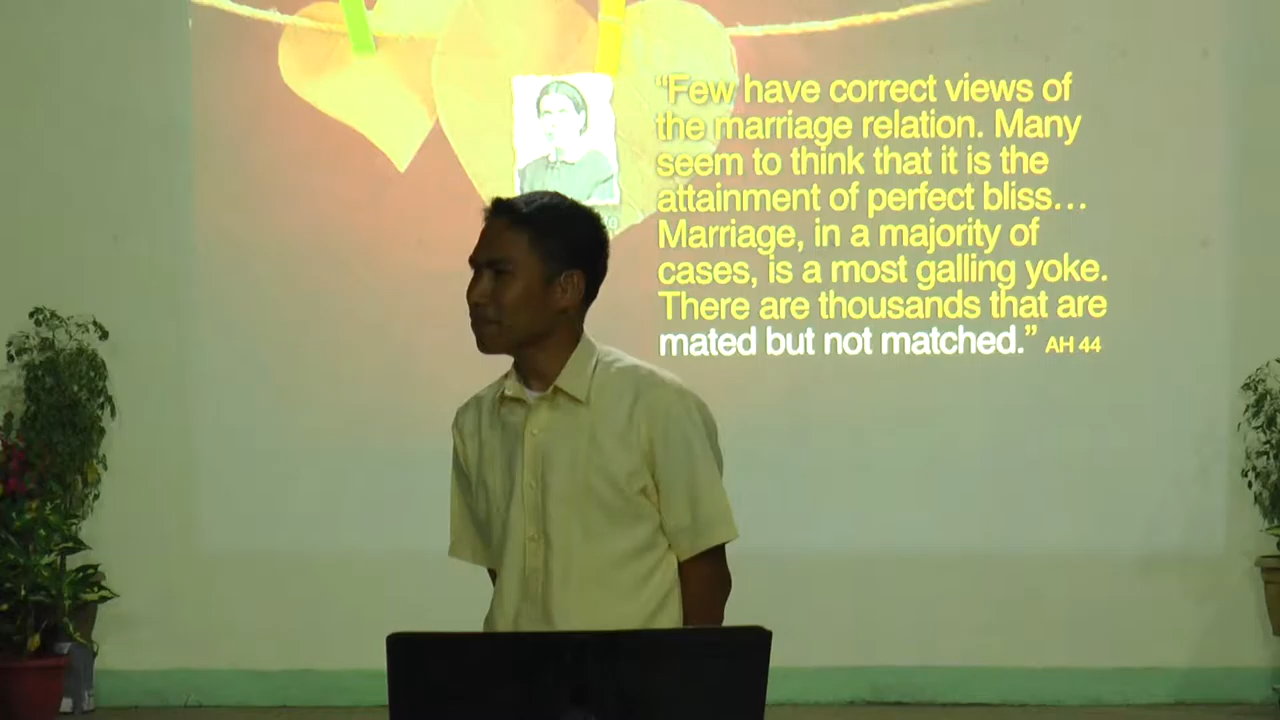 “Few have correct views of
the marriage relation. Many
seem to think that it is the
attainment of perfect bliss…
Marriage, in a majority of
cases, is a most galling yoke.
There are thousands that are
mated but not matched.” AH 44